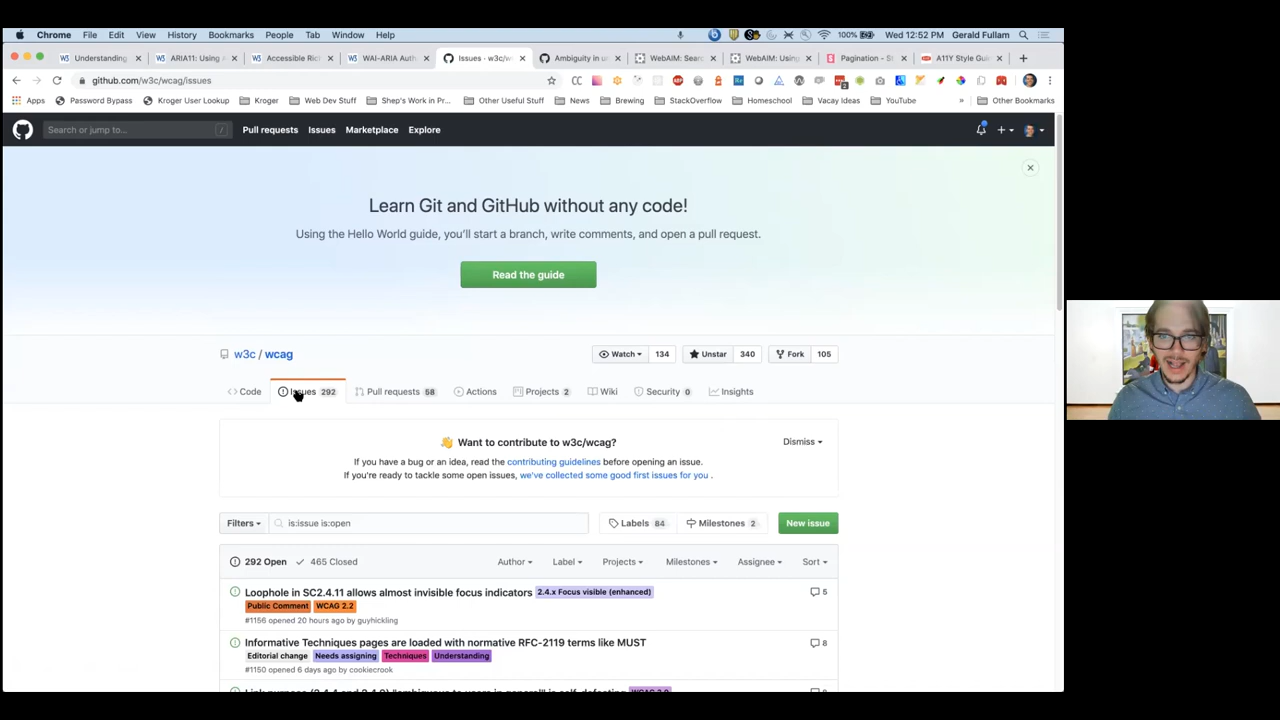 Chrome File Edit View History Bookmarks People Tab Window Help 100% Wed 12:52 PM Gerald Fullam
Understanding ARIA11: Using Accessible Ric WAI-ARIA Auth Issues · w3c/w Ambiguity in u WebAIM: Sear WebAIM: Using Pagination – S A11Y Style Gui
github.com/w3c/wcag/issues
Apps Password Bypass Kroger User Lookup Kroger Web Dev Stuff Shep's Work in Pr... Other Useful Stuff News Brewing StackOverflow Homeschool Vacay Ideas YouTube » Other Bookmarks
Search or jump to... / Pull requests Issues Marketplace Explore
Learn Git and GitHub without any code!
Using the Hello World guide, you'll start a branch, write comments, and open a pull request.
Read the guide
w3c / wcag Watch 134 Unstar 340 Fork 105
Code Issues 292 Pull requests 58 Actions Projects 2 Wiki Security 0 Insights
Want to contribute to w3c/wcag? Dismiss
If you have a bug or an idea, read the contributing guidelines before opening an issue.
If you're ready to tackle some open issues, we've collected some good first issues for you .
Filters is:issue is:open Labels 84 Milestones 2 New issue
292 Open 465 Closed Author Label Projects Milestones Assignee Sort
Loophole in SC2.4.11 allows almost invisible focus indicators 2.4.x Focus visible (enhanced) 5
Public Comment WCAG 2.2
#1156 opened 20 hours ago by guyhickling
Informative Techniques pages are loaded with normative RFC-2119 terms like MUST 8
Editorial change Needs assigning Techniques Understanding
#1150 opened 6 days ago by cookiecrook